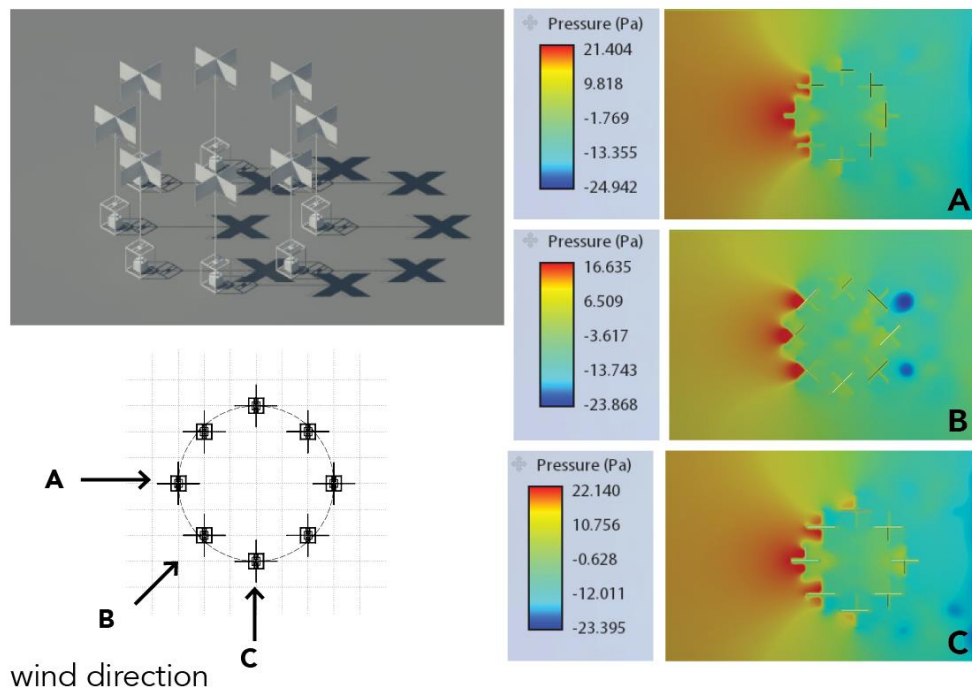 Pressure (Pa)
21.404
9.818
-1.769
-13.355
-24.942
A
Pressure (Pa)
16.635
6.509
-3.617
-13.743
-23.868
B
A
B
C
wind direction
Pressure (Pa)
22.140
10.756
-0.628
-12.011
-23.395
C